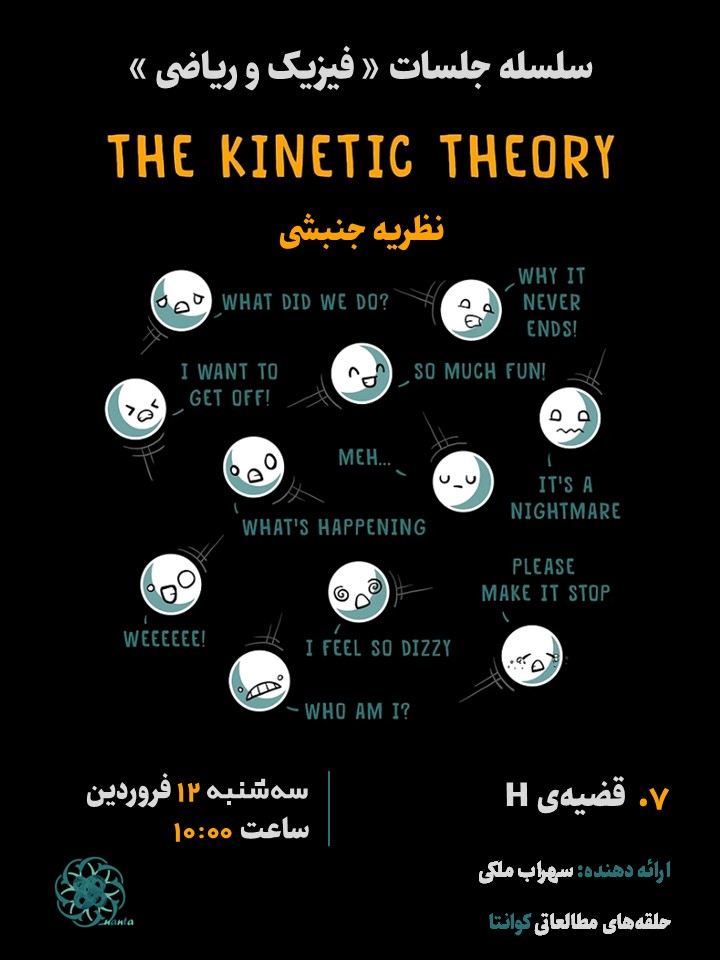 سلسله جلسات « فیزیک و ریاضی »
THE KINETIC THEORY
نظریه جنبشی
WHAT DID WE DO?
WHY IT
NEVER
ENDS!
I WANT TO
GET OFF!
SO MUCH FUN!
MEH...
IT'S A
NIGHTMARE
WHAT'S HAPPENING
PLEASE
MAKE IT STOP
WEEEEEE!
I FEEL SO DIZZY
WHO AM I?
۰۷ قضیه‌ی H
سه‌شنبه ۱۲ فروردین
ساعت ۱۰:۰۰
ارائه دهنده: سهراب ملکی
حلقه‌های مطالعاتی کوانتا